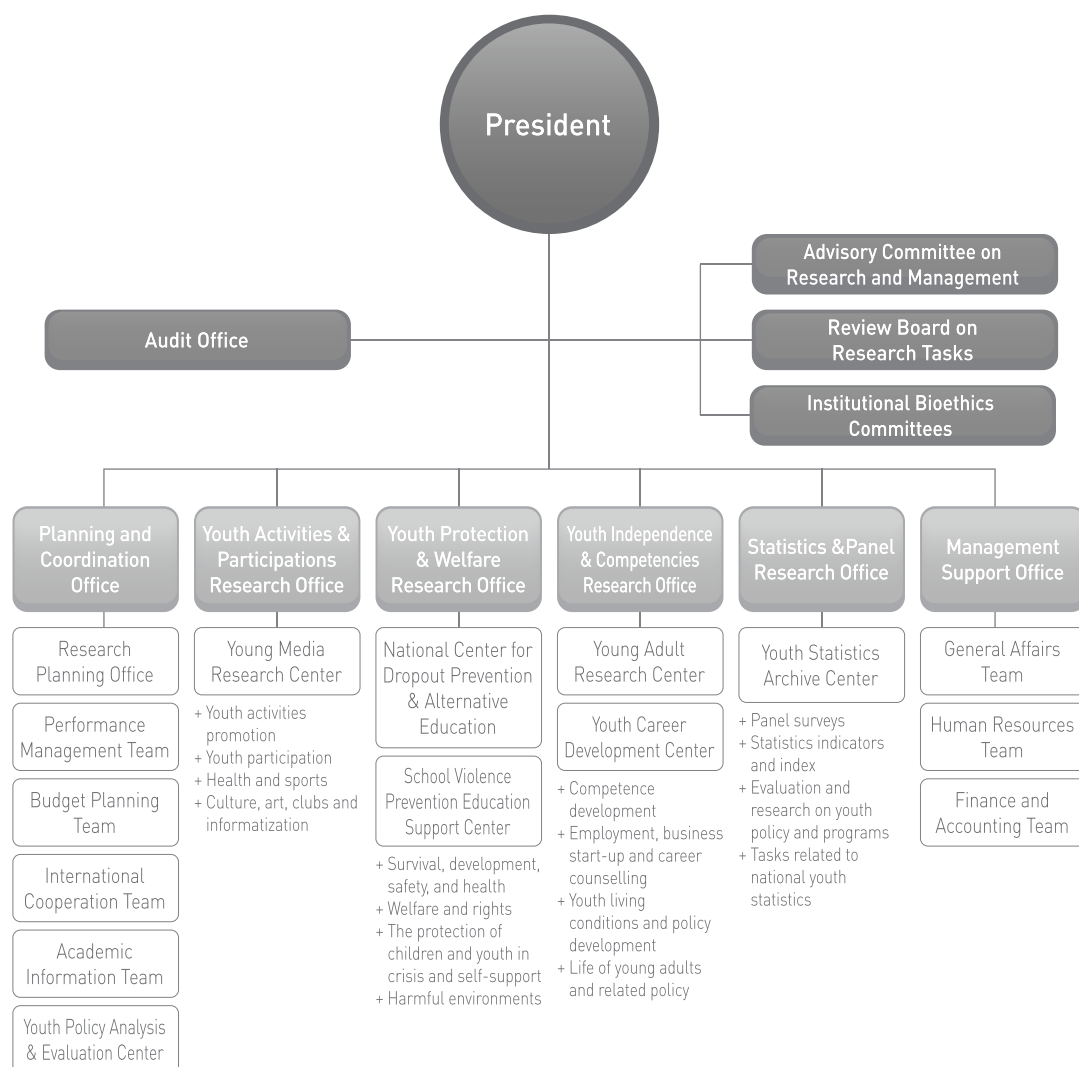 President
Advisory Committee on
Research and Management
Audit Office
Review Board on
Research Tasks
Institutional Bioethics
Committees
Planning and
Coordination
Office
Research
Planning Office
Performance
Management Team
Budget Planning
Team
International
Cooperation Team
Academic
Information Team
Youth Policy Analysis
& Evaluation Center
Youth Activities &
Participations
Research Office
Young Media
Research Center
+ Youth activities
promotion
+ Youth participation
+ Health and sports
+ Culture, art, clubs and
informatization
Youth Protection
& Welfare
Research Office
National Center for
Dropout Prevention
& Alternative
Education
School Violence
Prevention Education
Support Center
+ Survival, development,
safety, and health
+ Welfare and rights
+ The protection of
children and youth in
crisis and self-support
+ Harmful environments
Youth Independence
& Competencies
Research Office
Young Adult
Research Center
Youth Career
Development Center
+ Competence
development
+ Employment, business
start-up and career
counselling
+ Youth living
conditions and policy
development
+ Life of young adults
and related policy
Statistics &Panel
Research Office
Youth Statistics
Archive Center
+ Panel surveys
+ Statistics indicators
and index
+ Evaluation and
research on youth
policy and programs
+ Tasks related to
national youth
statistics
Management
Support Office
General Affairs
Team
Human Resources
Team
Finance and
Accounting Team